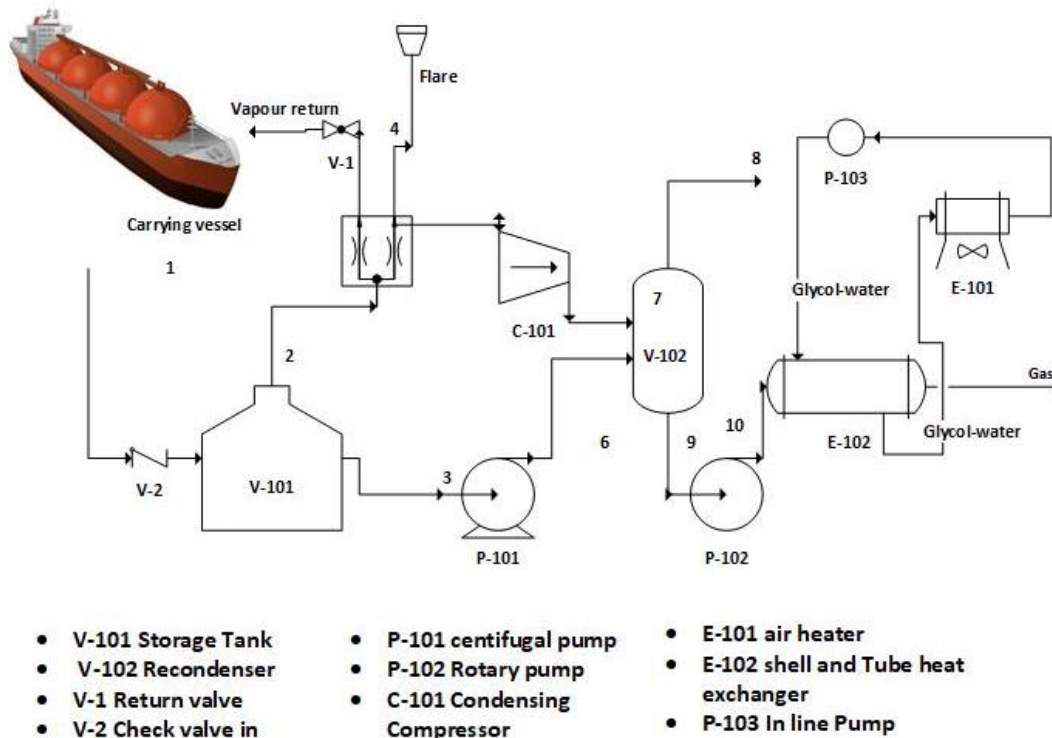 Flare
Vapour return
4
V-1
8
P-103
Carrying vessel
1
Glycol-water
E-101
7
C-101
V-102
2
Gas
10
Glycol-water
6
9
E-102
V-2
V-101
3
P-101
P-102
• V-101 Storage Tank
• V-102 Recondenser
• V-1 Return valve
• V-2 Check valve in
• P-101 centifugal pump
• P-102 Rotary pump
• C-101 Condensing
Compressor
• E-101 air heater
• E-102 shell and Tube heat
exchanger
• P-103 In line Pump